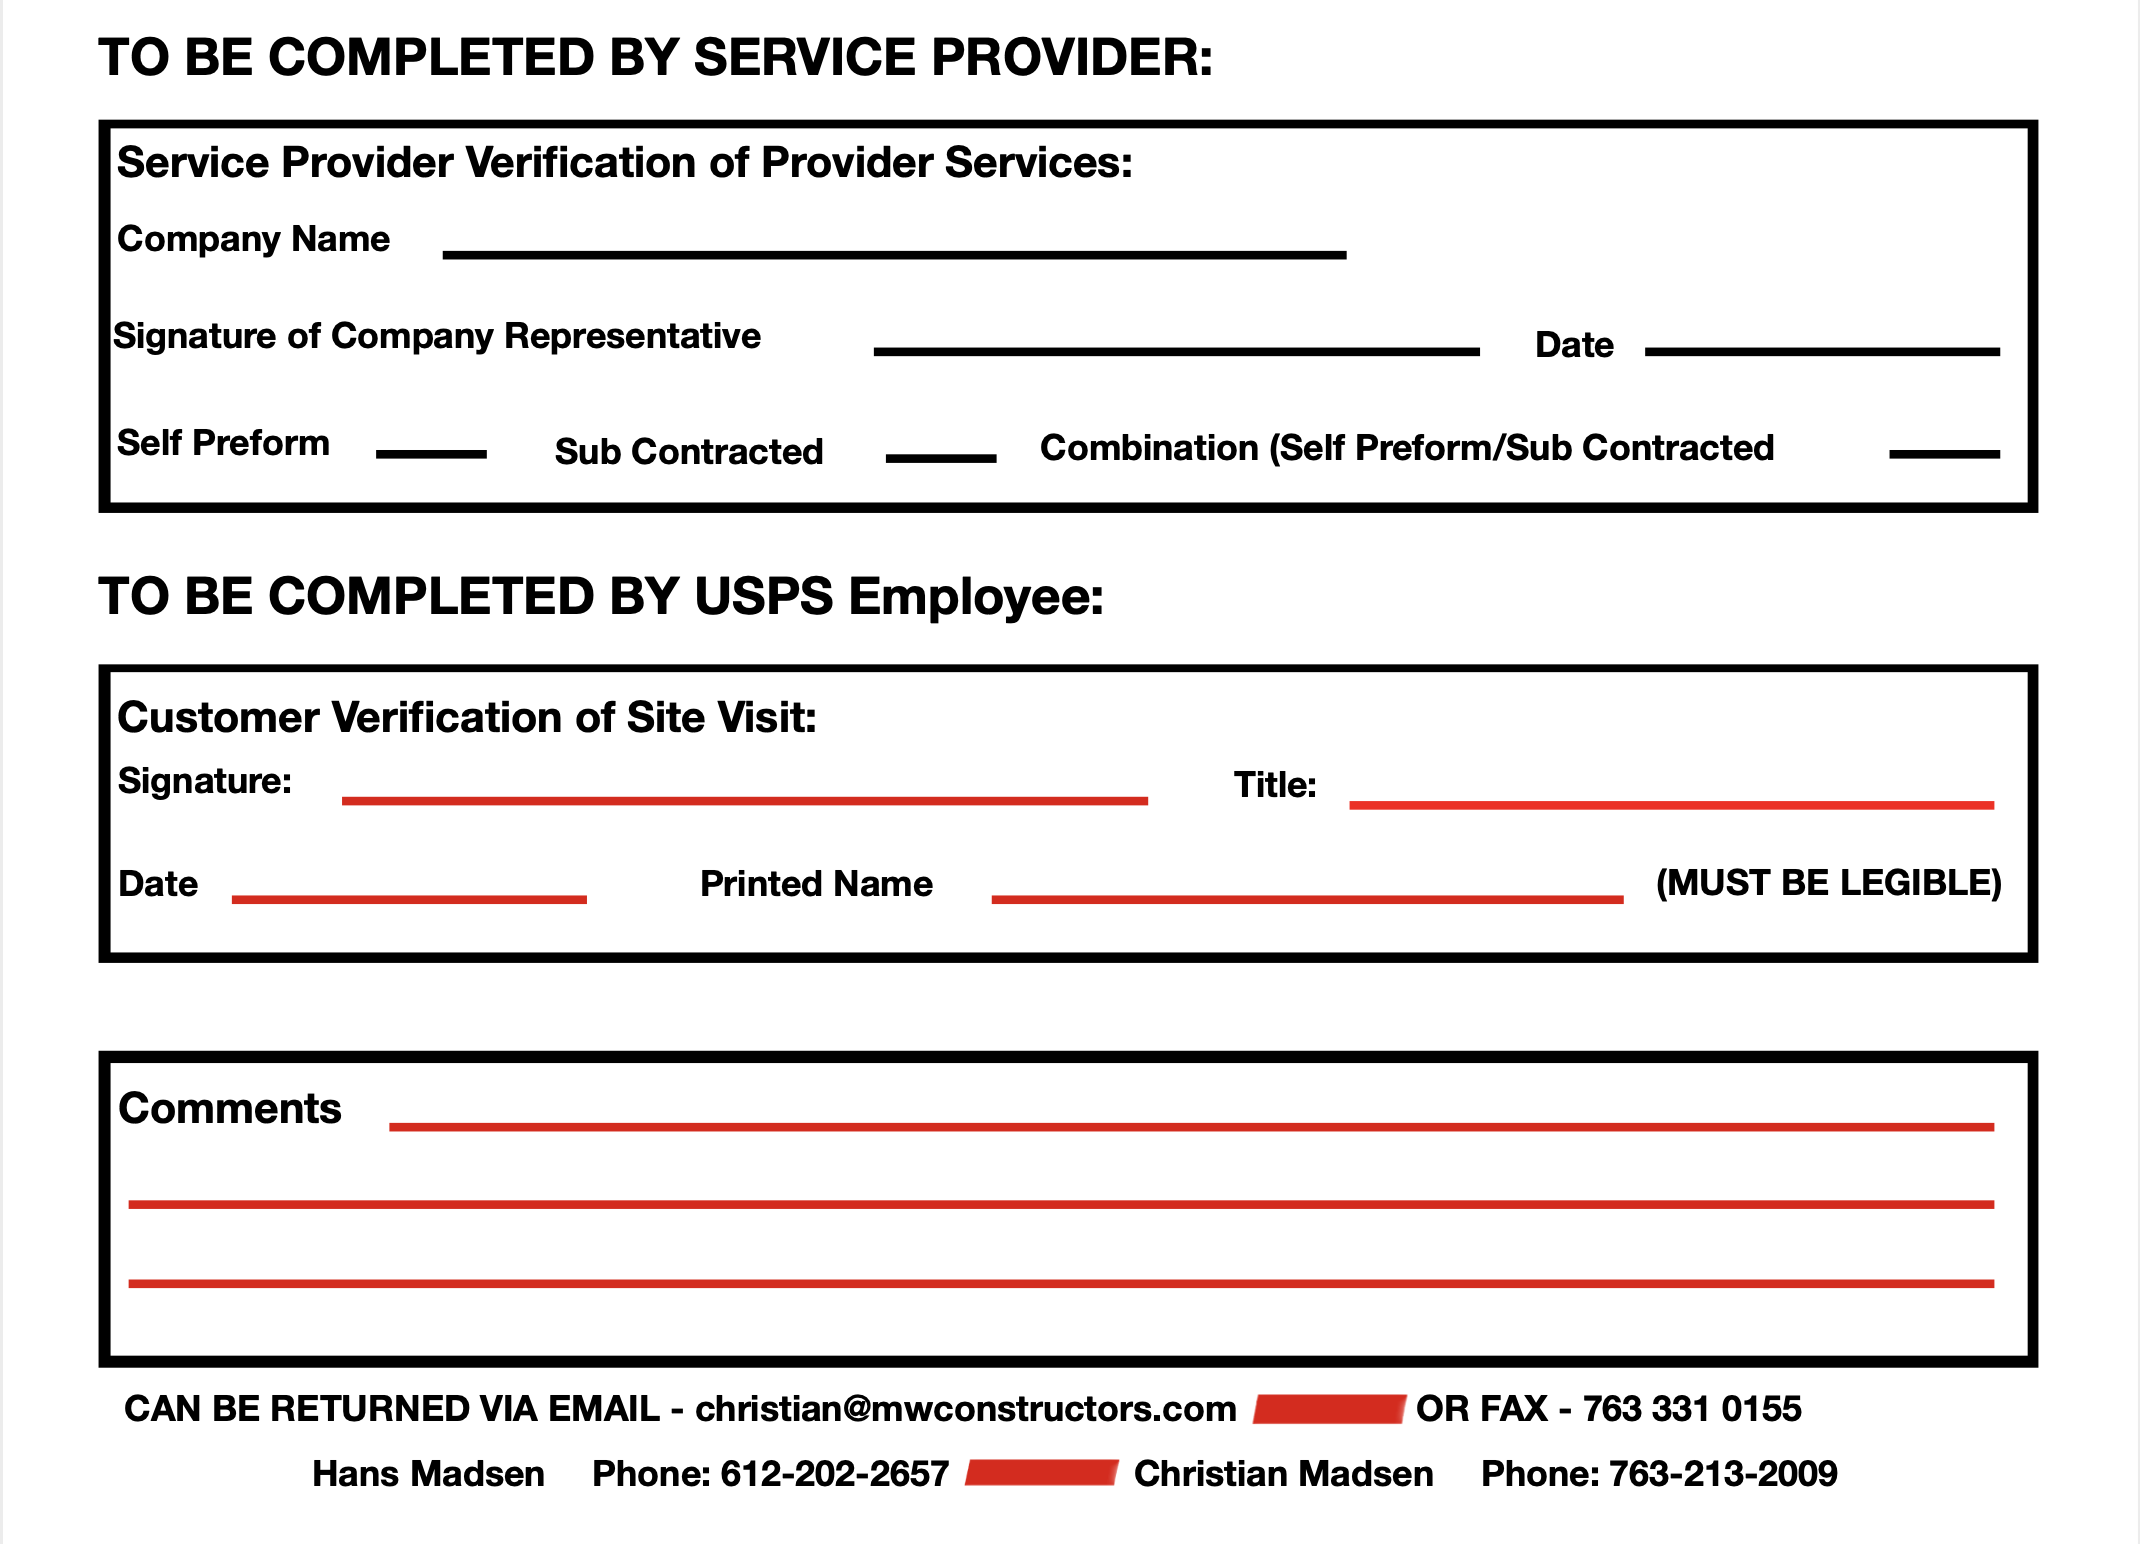 TO BE COMPLETED BY SERVICE PROVIDER:
Service Provider Verification of Provider Services:
Company Name
Signature of Company Representative Date
Self Preform Sub Contracted Combination (Self Preform/Sub Contracted
TO BE COMPLETED BY USPS Employee:
Customer Verification of Site Visit:
Signature: Title:
Date Printed Name (MUST BE LEGIBLE)
Comments
CAN BE RETURNED VIA EMAIL - christian@mwconstructors.com OR FAX - 763 331 0155
Hans Madsen Phone: 612-202-2657 Christian Madsen Phone: 763-213-2009